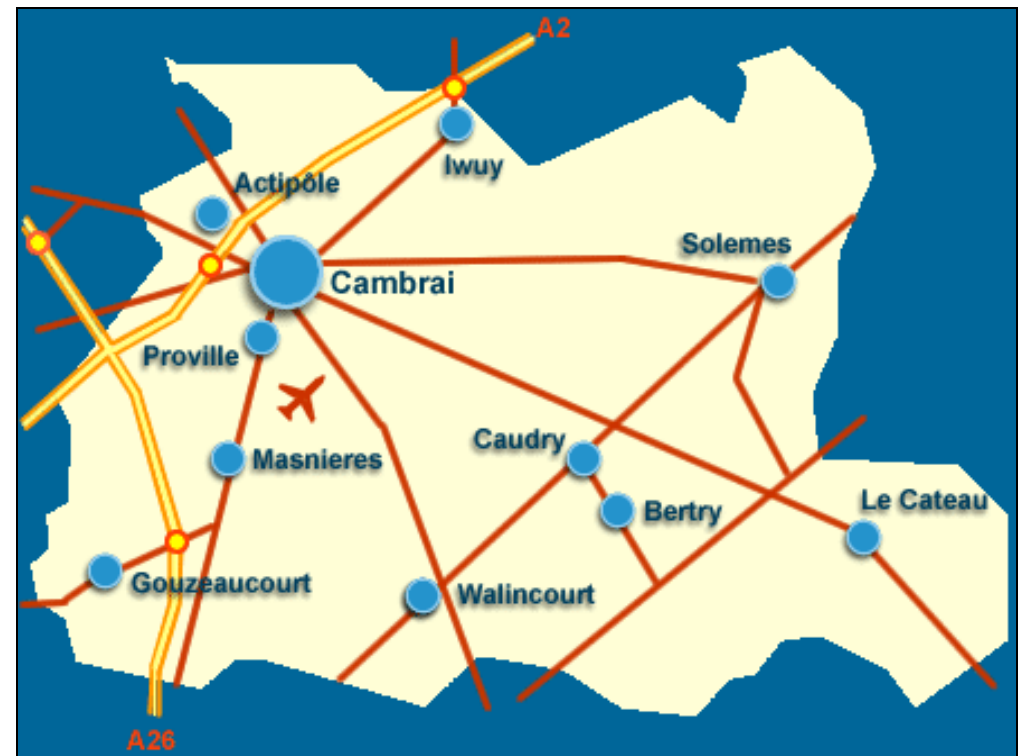 A2
Iwuy
Actipôle
Solemes
Cambrai
Proville
Caudry
Masnieres
Le Cateau
Bertry
Gouzeaucourt
Walincourt
A26